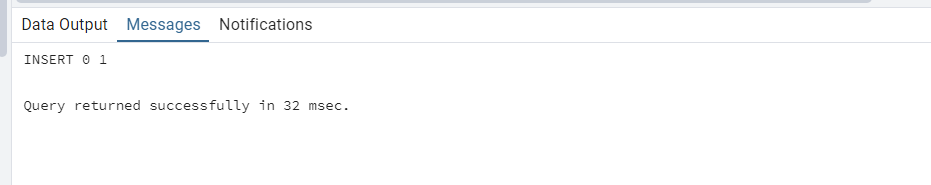 Data Output Messages Notifications
INSERT 0 1
Query returned successfully in 32 msec.